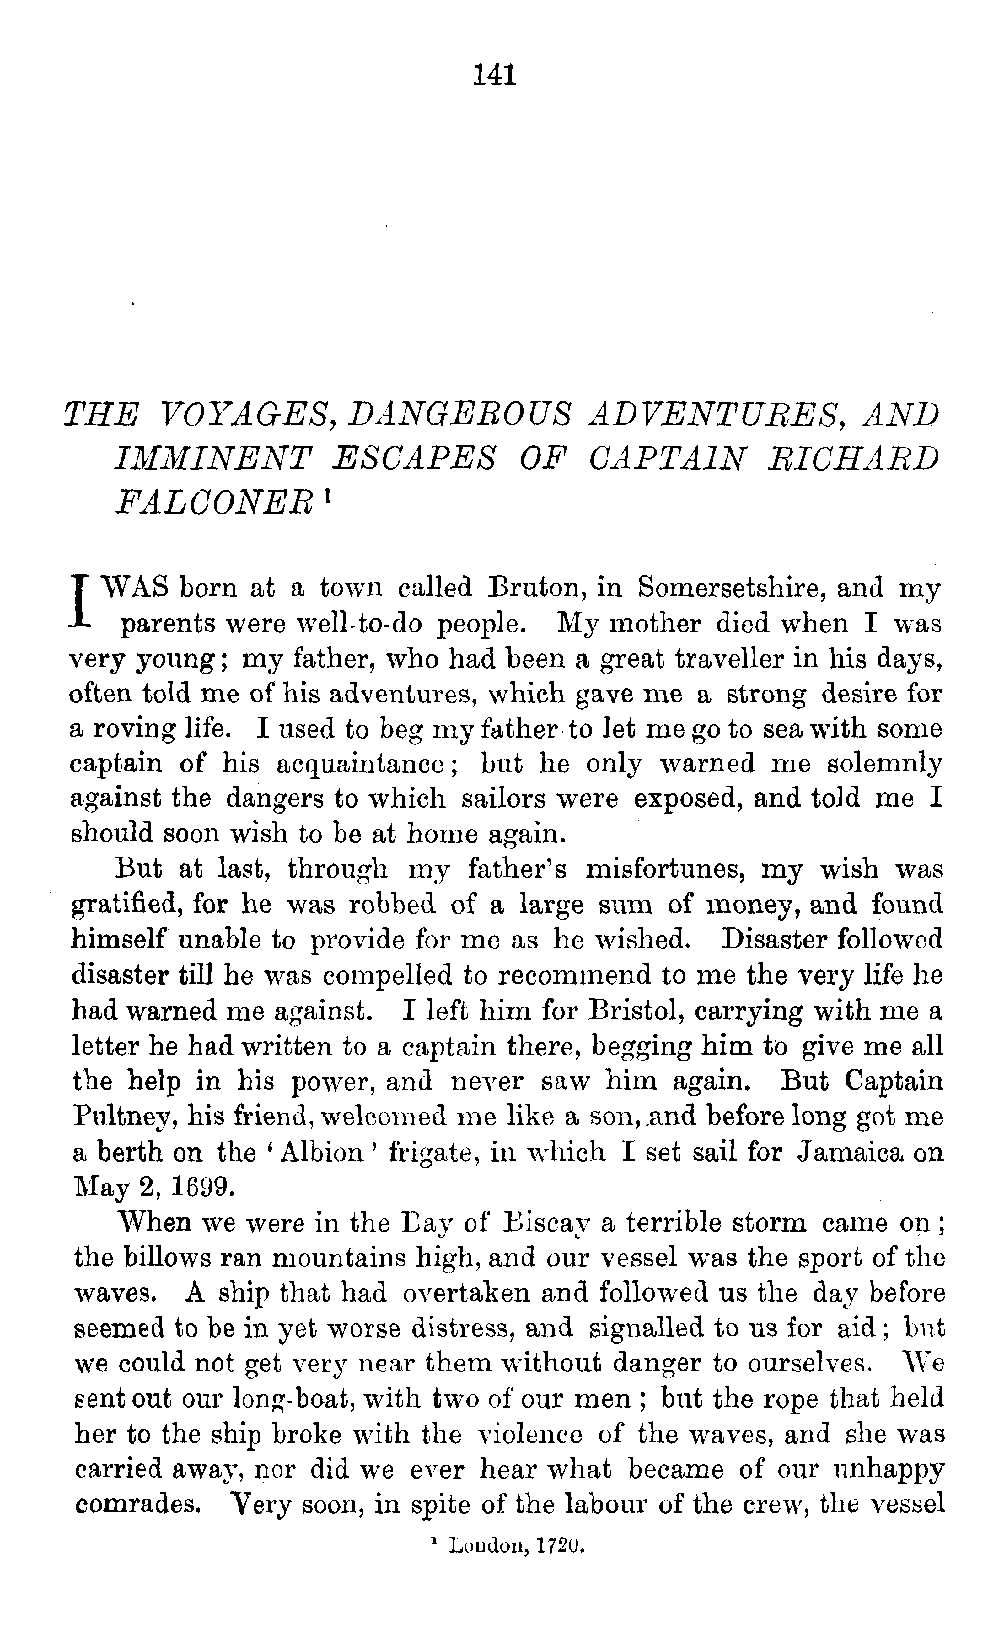 141
THE VOYAGES, DANGEROUS ADVENTURES, AND
IMMINENT ESCAPES OF CAPTAIN RICHARD
FALCONER 1
I WAS born at a town called Bruton, in Somersetshire, and my
parents were well-to-do people. My mother died when I was
very young; my father, who had been a great traveller in his days,
often told me of his adventures, which gave me a strong desire for
a roving life. I used to beg my father to let me go to sea with some
captain of his acquaintance; but he only warned me solemnly
against the dangers to which sailors were exposed, and told me I
should soon wish to be at home again.
But at last, through my father's misfortunes, my wish was
gratified, for he was robbed of a large sum of money, and found
himself unable to provide for me as he wished. Disaster followed
disaster till he was compelled to recommend to me the very life he
had warned me against. I left him for Bristol, carrying with me a
letter he had written to a captain there, begging him to give me all
the help in his power, and never saw him again. But Captain
Pultney, his friend, welcomed me like a son, and before long got me
a berth on the 'Albion' frigate, in which I set sail for Jamaica on
May 2, 1699.
When we were in the Bay of Biscay a terrible storm came on;
the billows ran mountains high, and our vessel was the sport of the
waves. A ship that had overtaken and followed us the day before
seemed to be in yet worse distress, and signalled to us for aid; but
we could not get very near them without danger to ourselves. We
sent out our long-boat, with two of our men; but the rope that held
her to the ship broke with the violence of the waves, and she was
carried away, nor did we ever hear what became of our unhappy
comrades. Very soon, in spite of the labour of the crew, the vessel
1 London, 1720.